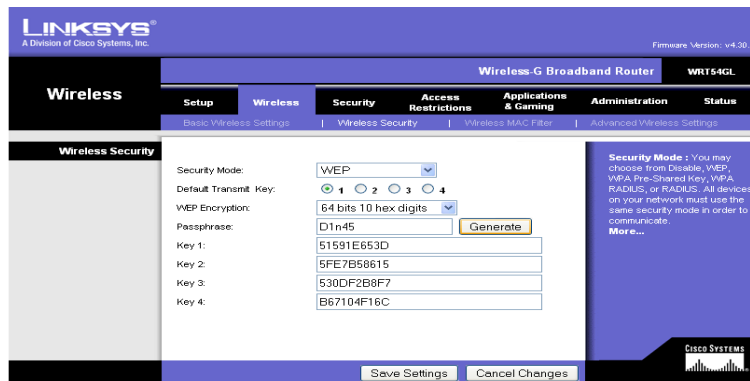 LINKSYS®
A Division of Cisco Systems, Inc.
Firmware Version: v4.30.
Wireless-G Broadband Router WRT54GL
Wireless
Setup Wireless Security Access Restrictions Applications & Gaming Administration Status
Basic Wireless Settings | Wireless Security | Wireless MAC Filter | Advanced Wireless Settings
Wireless Security
Security Mode: WEP
Default Transmit Key: 1 2 3 4
WEP Encryption: 64 bits 10 hex digits
Passphrase: D1n45 Generate
Key 1: 51591E653D
Key 2: 5FE7B58615
Key 3: 530DF2B8F7
Key 4: B67104F16C
Security Mode : You may
choose from Disable, WEP,
WPA Pre-Shared Key, WPA
RADIUS, or RADIUS. All devices
on your network must use the
same security mode in order to
communicate.
More...
Save Settings Cancel Changes
CISCO SYSTEMS